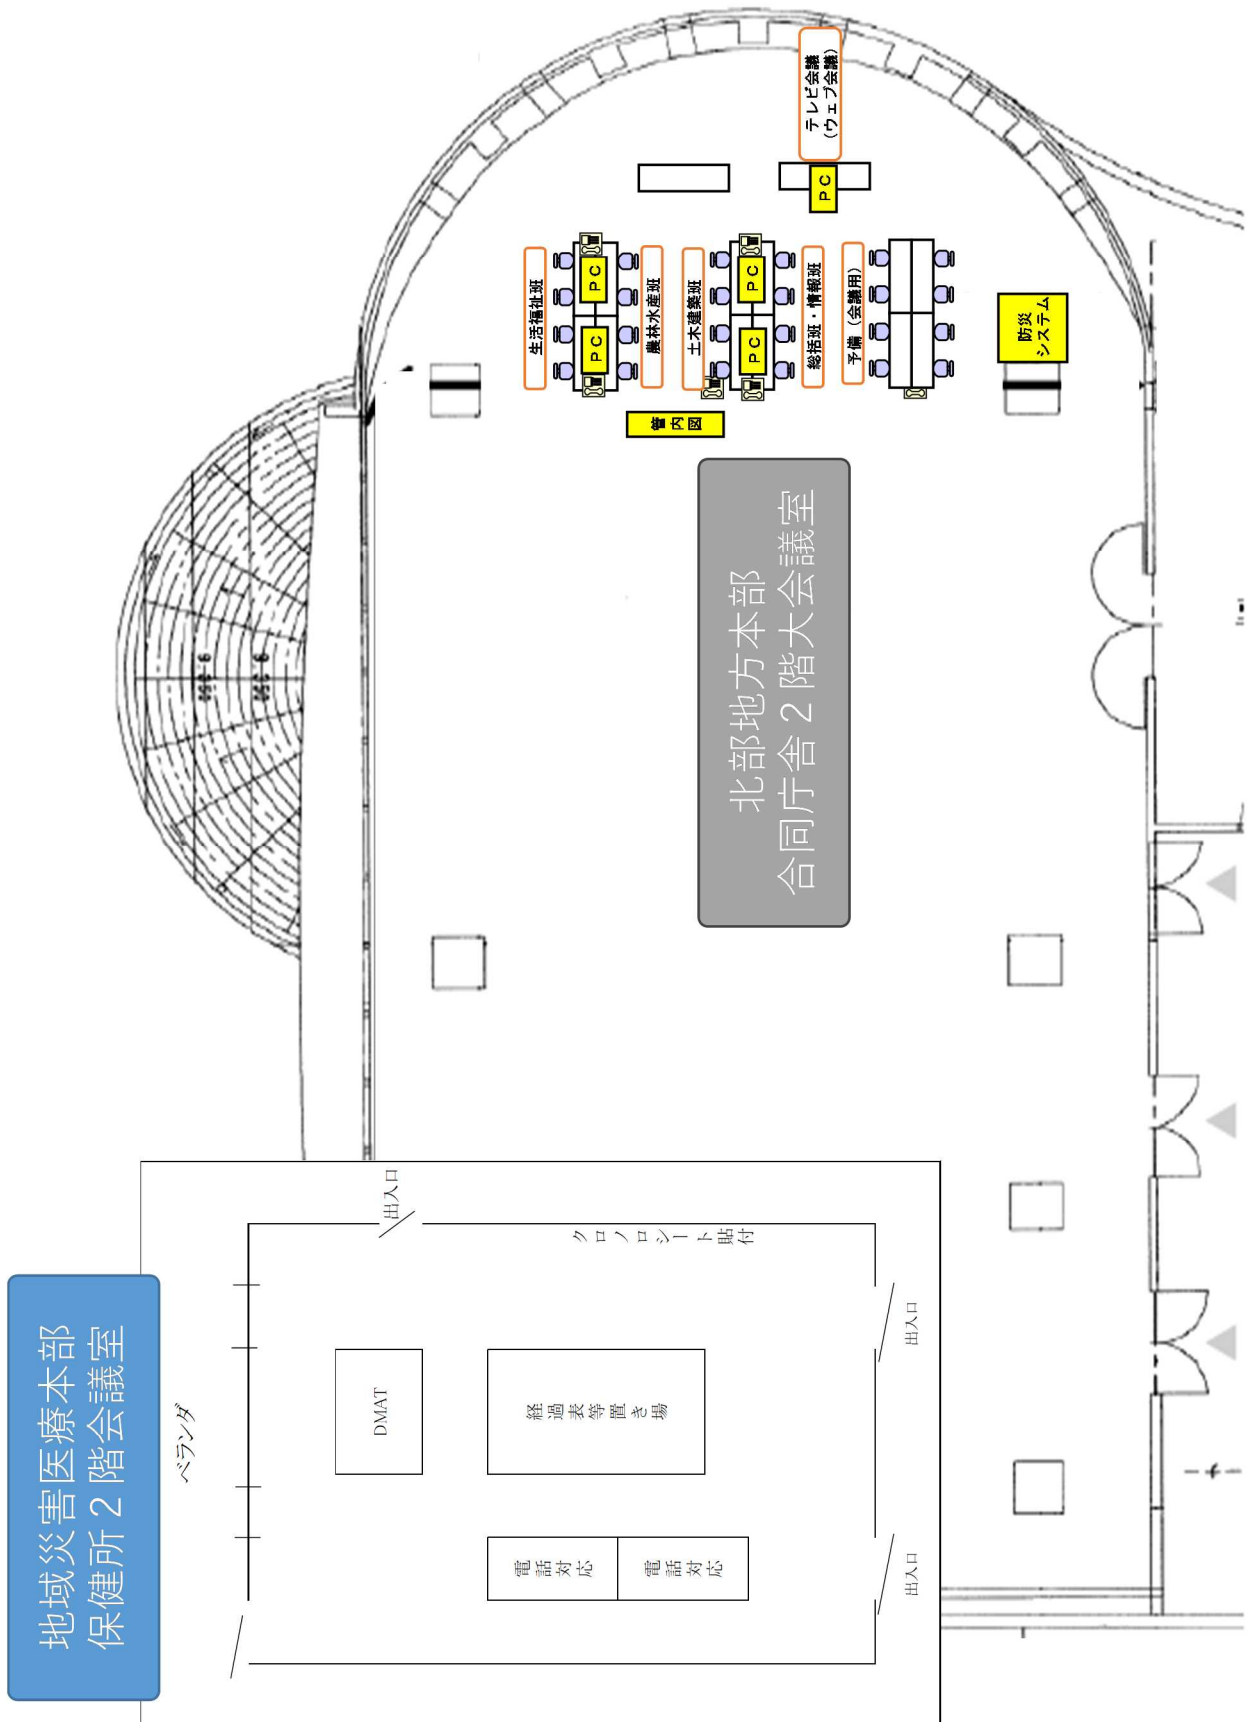 地域災害医療本部
保健所２階会議室
ベランダ
出入口
クロノロシート貼付
DMAT
経過表等置き場
電話対応
電話対応
出入口
出入口
北部地方本部
合同庁舎２階大会議室
テレビ会議
（ウェブ会議）
ＰＣ
生活福祉班
ＰＣ
ＰＣ
農林水産班
土木建築班
ＰＣ
ＰＣ
総括班・情報班
予備（会議用）
管内図
防災
システム